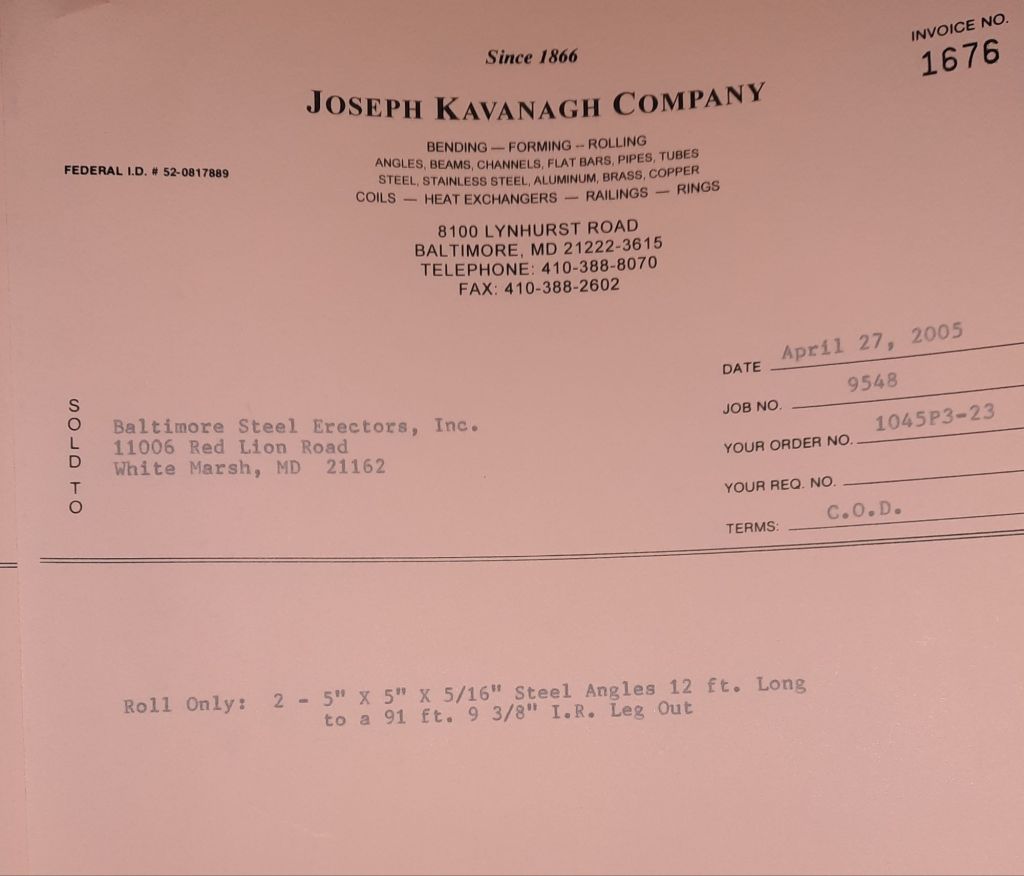 INVOICE NO.
1676
Since 1866
JOSEPH KAVANAGH COMPANY
BENDING — FORMING -- ROLLING
ANGLES, BEAMS, CHANNELS, FLAT BARS, PIPES, TUBES
STEEL, STAINLESS STEEL, ALUMINUM, BRASS, COPPER
COILS — HEAT EXCHANGERS — RAILINGS — RINGS
FEDERAL I.D. # 52-0817889
8100 LYNHURST ROAD
BALTIMORE, MD 21222-3615
TELEPHONE: 410-388-8070
FAX: 410-388-2602
DATE April 27, 2005
JOB NO. 9548
YOUR ORDER NO. 1045P3-23
YOUR REQ. NO.
TERMS: C.O.D.
SOLD TO
Baltimore Steel Erectors, Inc.
11006 Red Lion Road
White Marsh, MD 21162
Roll Only: 2 - 5" X 5" X 5/16" Steel Angles 12 ft. Long
to a 91 ft. 9 3/8" I.R. Leg Out